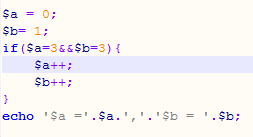 $a = 0;
$b= 1;
if($a=3&&$b=3){
$a++;
$b++;
}
echo '$a ='.$a.','.'$b = '.$b;